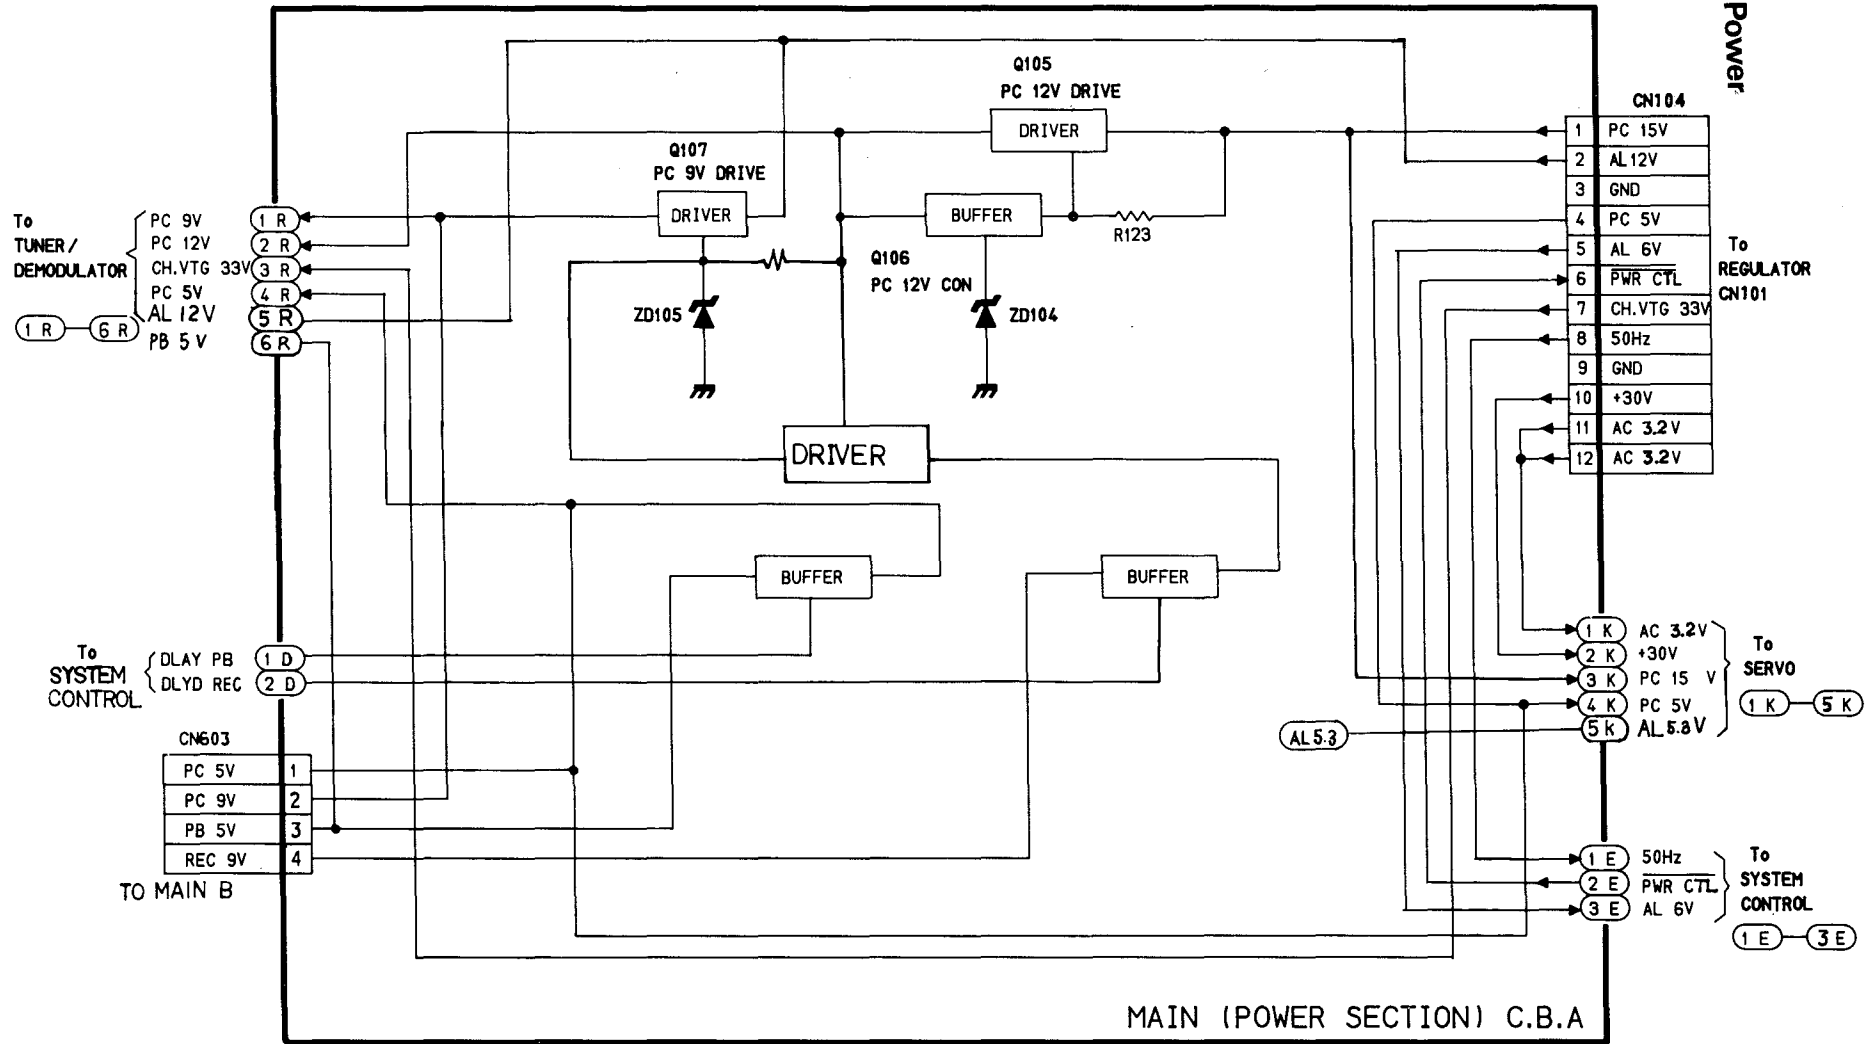 Power
Q105
PC 12V DRIVE
DRIVER
Q107
PC 9V DRIVE
DRIVER
BUFFER
R123
Q106
PC 12V CON
ZD105
ZD104
DRIVER
BUFFER
BUFFER
CN104
1 PC 15V
2 AL12V
3 GND
4 PC 5V
5 AL 6V
6 PWR CTL
7 CH.VTG 33V
8 50Hz
9 GND
10 +30V
11 AC 3.2V
12 AC 3.2V
To
REGULATOR
CN101
To
TUNER/
DEMODULATOR
PC 9V 1 R
PC 12V 2 R
CH.VTG 33V 3 R
PC 5V 4 R
AL 12V 5 R
PB 5V 6 R
1 R 6 R
To
SYSTEM
CONTROL
DLAY PB 1 D
DLYD REC 2 D
CN603
PC 5V 1
PC 9V 2
PB 5V 3
REC 9V 4
TO MAIN B
1 K AC 3.2V
2 K +30V
3 K PC 15 V
4 K PC 5V
5 K AL 5.3V
AL 5.3
To
SERVO
1 K 5 K
1 E 50Hz
2 E PWR CTL
3 E AL 6V
To
SYSTEM
CONTROL
1 E 3 E
MAIN (POWER SECTION) C.B.A